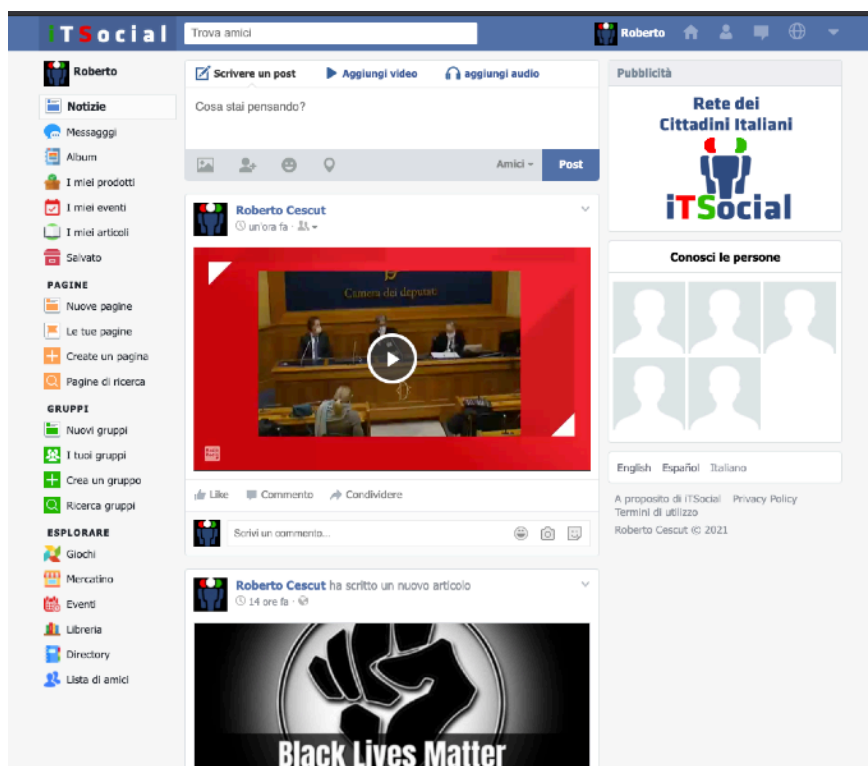 iTSocial
Trova amici
Roberto
Roberto
Notizie
Messagggi
Album
I miei prodotti
I miei eventi
I miei articoli
Salvato
PAGINE
Nuove pagine
Le tue pagine
Create un pagina
Pagine di ricerca
GRUPPI
Nuovi gruppi
I tuoi gruppi
Crea un gruppo
Ricerca gruppi
ESPLORARE
Giochi
Mercatino
Eventi
Libreria
Directory
Lista di amici
Scrivere un post Aggiungi video aggiungi audio
Cosa stai pensando?
Amici Post
Roberto Cescut
un'ora fa
Camera dei deputati
Like Commento Condividere
Scrivi un commento...
Roberto Cescut ha scritto un nuovo articolo
14 ore fa
Black Lives Matter
Pubblicità
Rete dei
Cittadini Italiani
iTSocial
Conosci le persone
English Español Italiano
A proposito di iTSocial Privacy Policy
Termini di utilizzo
Roberto Cescut © 2021